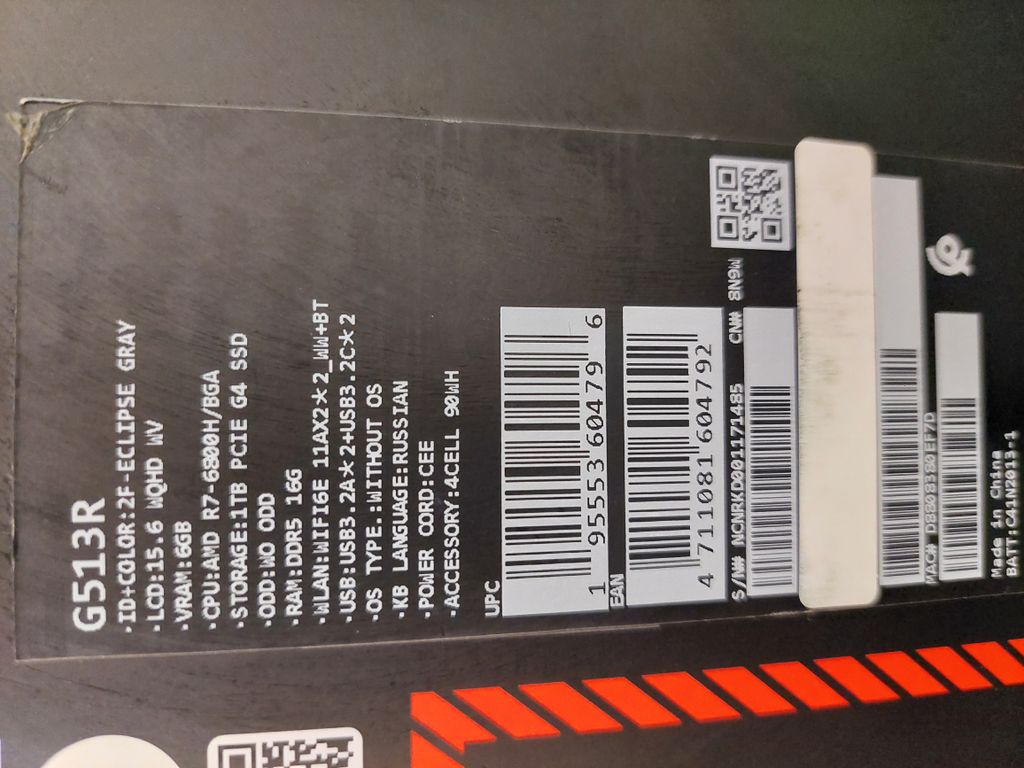 G513R
·ID+COLOR:2F-ECLIPSE GRAY
·LCD:15.6 WQHD WV
·VRAM:6GB
·CPU:AMD R7-6800H/BGA
·STORAGE:1TB PCIE G4 SSD
·ODD:WO ODD
·RAM:DDR5 16G
·WLAN:WIFI6E 11AX2*2_WW+BT
·USB:USB3.2A*2+USB3.2C*2
·OS TYPE.:WITHOUT OS
·KB LANGUAGE:RUSSIAN
·POWER CORD:CEE
·ACCESSORY:4CELL 90WH
UPC
1 95553 60479 6
EAN
4 711081 604792
S/N# NCNRKD001171485 CN# 8N9W
MAC#
Made in China
BATT:C41N2013-1